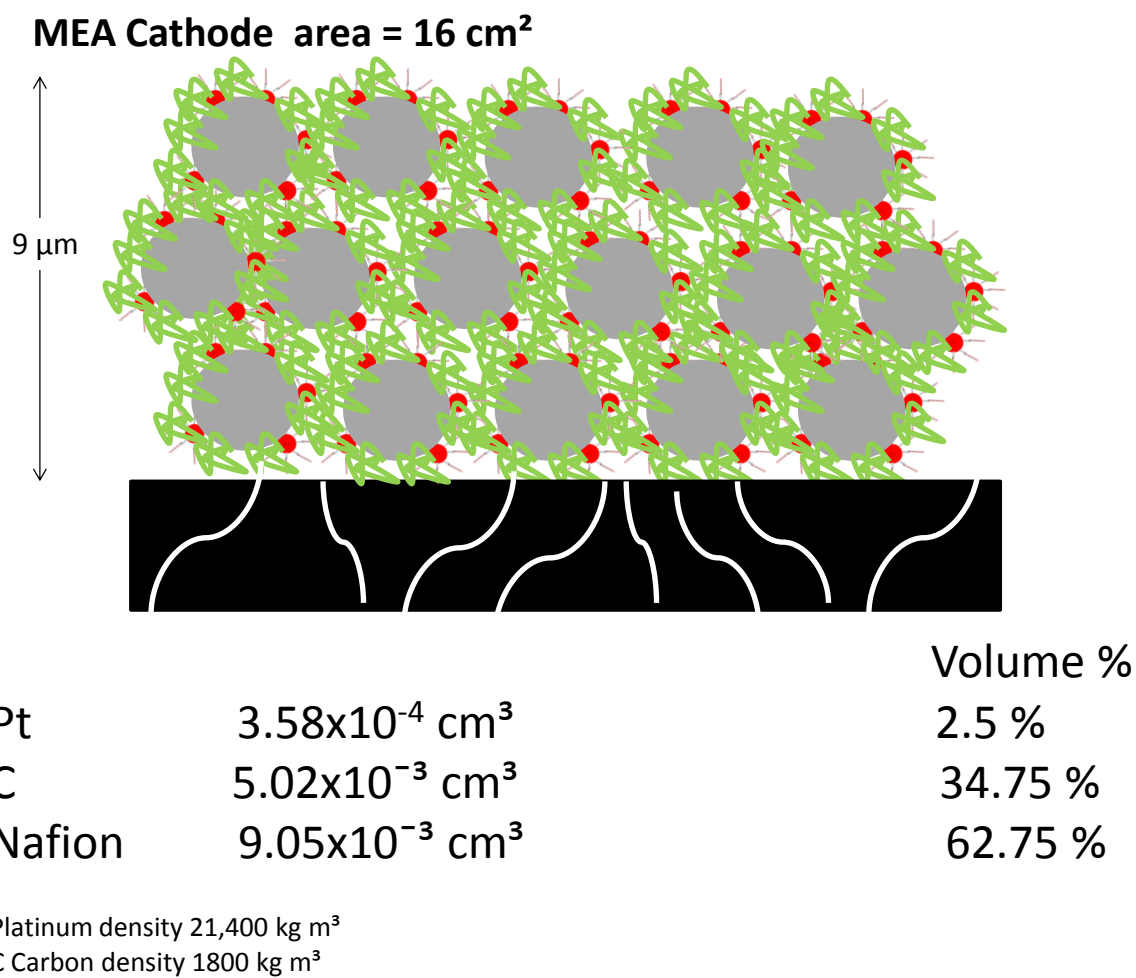 MEA Cathode area = 16 cm²
9 µm
Volume %
Pt 3.58x10⁻⁴ cm³ 2.5 %
C 5.02x10⁻³ cm³ 34.75 %
Nafion 9.05x10⁻³ cm³ 62.75 %
Platinum density 21,400 kg m³
C Carbon density 1800 kg m³